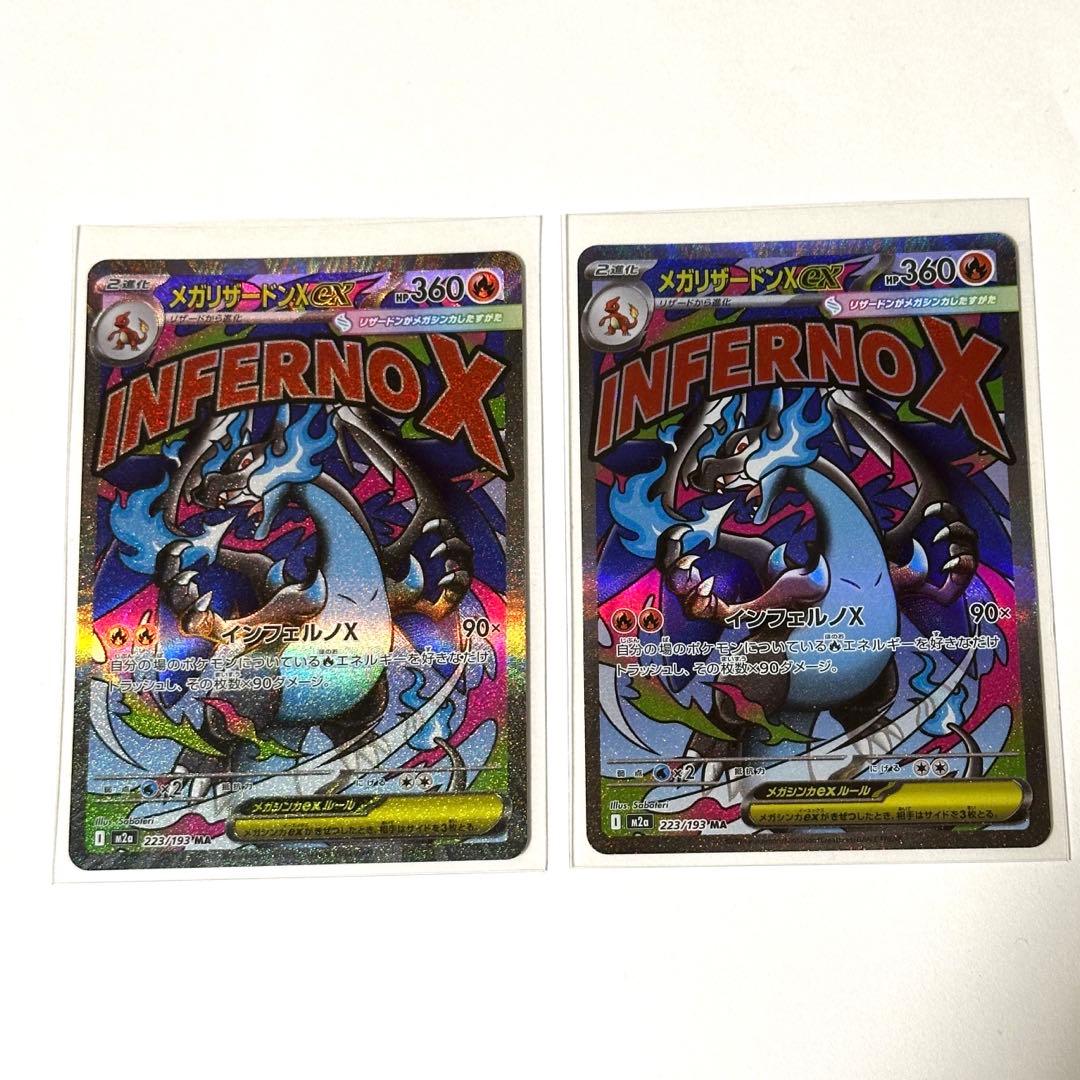 2進化
メガリザードンXex
HP360
リザードから進化
リザードンがメガシンカしたすがた
INFERNO X
インフェルノX
90×
自分の場のポケモンについているエネルギーを好きなだけ
トラッシュし、その枚数×90ダメージ。
弱点 ×2 抵抗力 にげる
Illus. Saboteri
メガシンカexルール
メガシンカexがきぜつしたとき、相手はサイドを3枚とる。
I m2a 223/193 MA
2進化
メガリザードンXex
HP360
リザードから進化
リザードンがメガシンカしたすがた
INFERNO X
インフェルノX
90×
自分の場のポケモンについているエネルギーを好きなだけ
トラッシュし、その枚数×90ダメージ。
弱点 ×2 抵抗力 にげる
Illus. Saboteri
メガシンカexルール
メガシンカexがきぜつしたとき、相手はサイドを3枚とる。
I m2a 223/193 MA